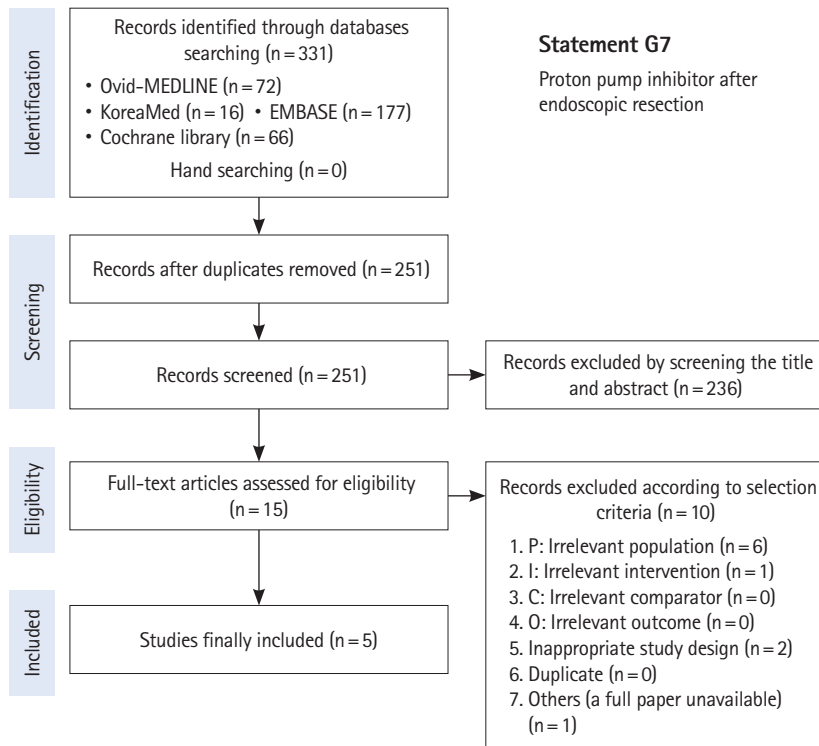 Identification
Records identified through databases
searching (n=331)
• Ovid-MEDLINE (n=72)
• KoreaMed (n=16) • EMBASE (n=177)
• Cochrane library (n=66)
Hand searching (n=0)
Statement G7
Proton pump inhibitor after
endoscopic resection
Screening
Records after duplicates removed (n=251)
Records screened (n=251)
Records excluded by screening the title
and abstract (n=236)
Eligibility
Full-text articles assessed for eligibility
(n=15)
Records excluded according to selection
criteria (n=10)
1. P: Irrelevant population (n=6)
2. I: Irrelevant intervention (n=1)
3. C: Irrelevant comparator (n=0)
4. O: Irrelevant outcome (n=0)
5. Inappropriate study design (n=2)
6. Duplicate (n=0)
7. Others (a full paper unavailable)
(n=1)
Included
Studies finally included (n=5)